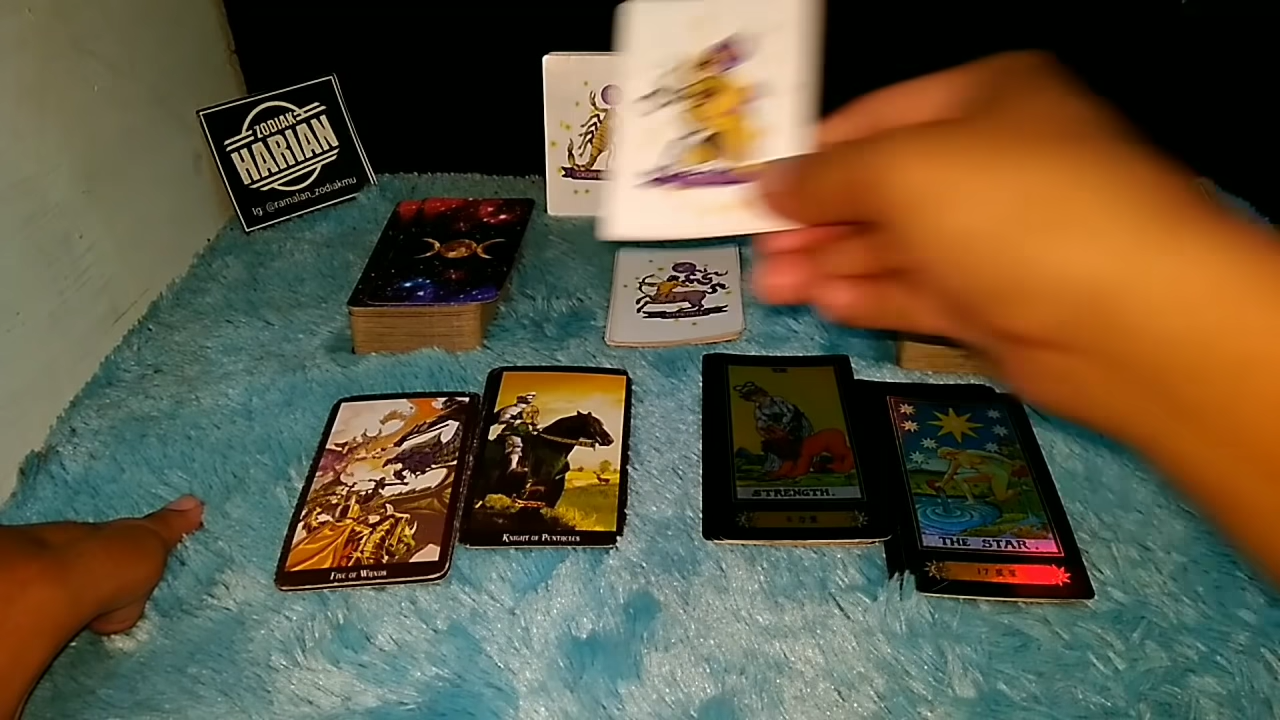 ZODIAK
HARIAN
Ig @ramalan_zodiakmu
FIVE OF WANDS
KNIGHT OF PENTACLES
STRENGTH.
THE STAR.